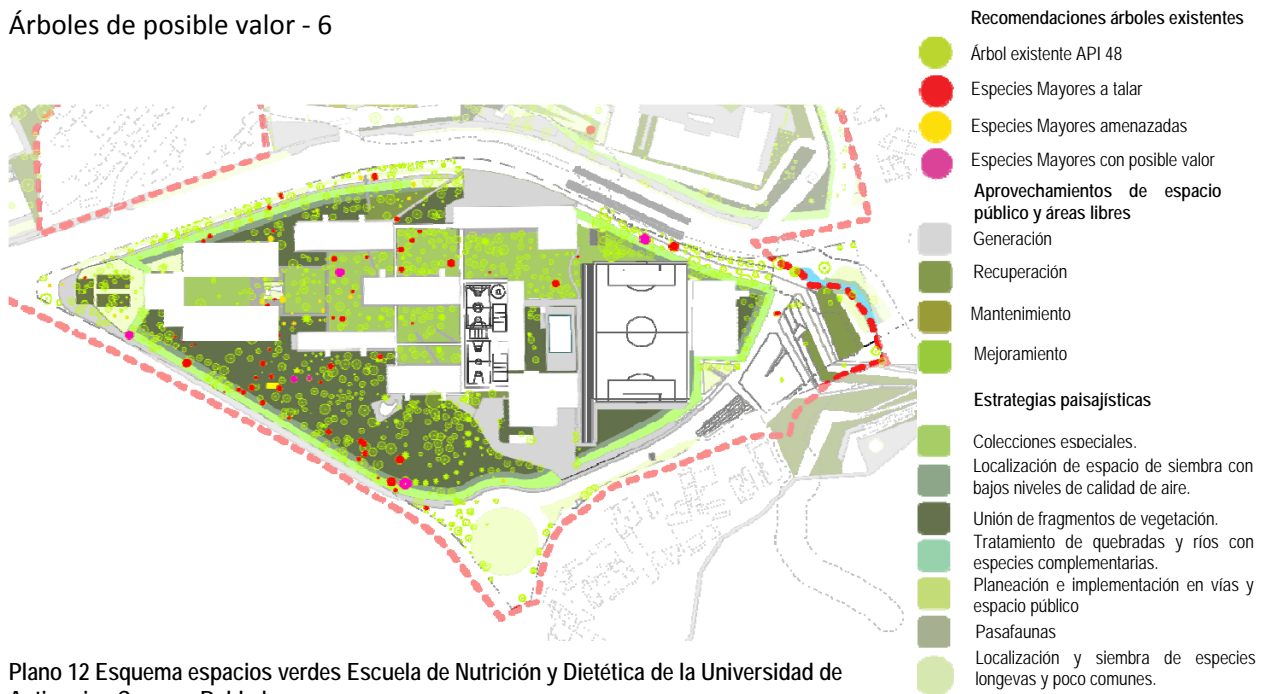 Árboles de posible valor - 6
Recomendaciones árboles existentes
Árbol existente API 48
Especies Mayores a talar
Especies Mayores amenazadas
Especies Mayores con posible valor
Aprovechamientos de espacio
público y áreas libres
Generación
Recuperación
Mantenimiento
Mejoramiento
Estrategias paisajísticas
Colecciones especiales.
Localización de espacio de siembra con
bajos niveles de calidad de aire.
Unión de fragmentos de vegetación.
Tratamiento de quebradas y ríos con
especies complementarias.
Planeación e implementación en vías y
espacio público
Pasafaunas
Localización y siembra de especies
longevas y poco comunes.
Plano 12 Esquema espacios verdes Escuela de Nutrición y Dietética de la Universidad de